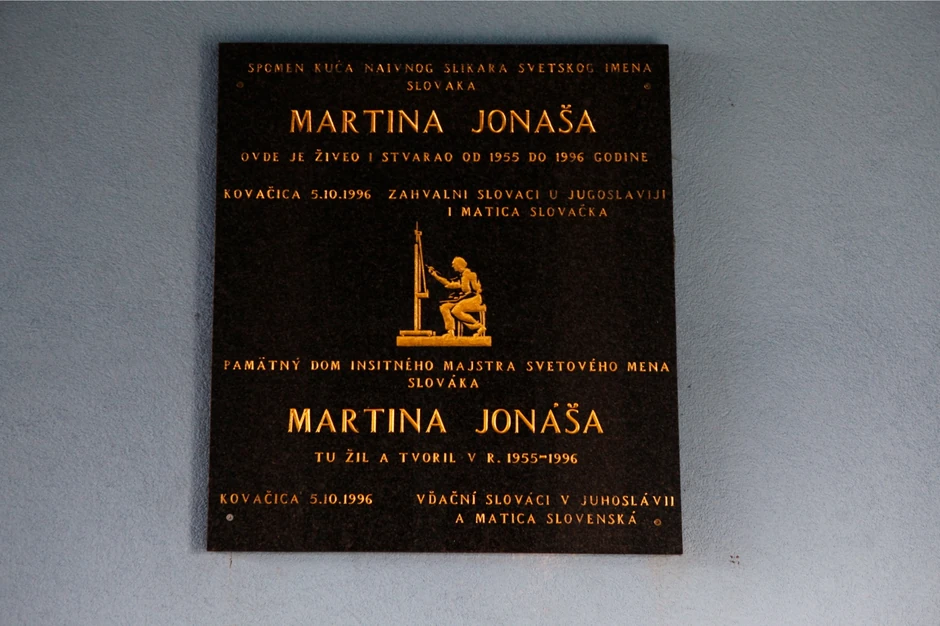 SPOMEN KUĆA NAIVNOG SLIKARA SVETSKOG IMENA
SLOVAKA
MARTINA JONAŠA
OVDE JE ŽIVEO I STVARAO OD 1955 DO 1996 GODINE
KOVAČICA 5.10.1996 ZAHVALNI SLOVACI U JUGOSLAVIJI
I MATICA SLOVAČKA
PAMÄTNÝ DOM INSITNÉHO MAJSTRA SVETOVÉHO MENA
SLOVÁKA
MARTINA JONÁŠA
TU ŽIL A TVORIL V R. 1955-1996
KOVAČICA 5.10.1996 VĎAČNÍ SLOVÁCI V JUHOSLÁVII
A MATICA SLOVENSKÁ